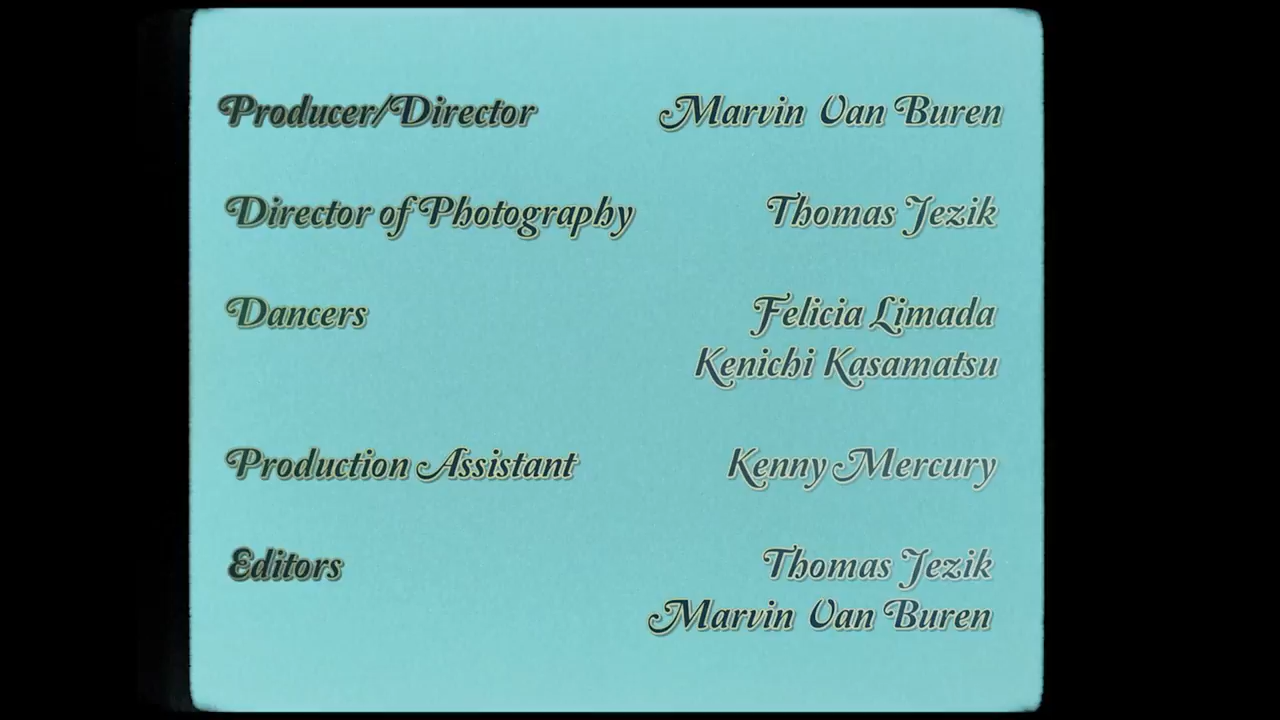 Producer/Director Marvin Van Buren
Director of Photography Thomas Jezik
Dancers Felicia Limada
Kenichi Kasamatsu
Production Assistant Kenny Mercury
Editors Thomas Jezik
Marvin Van Buren